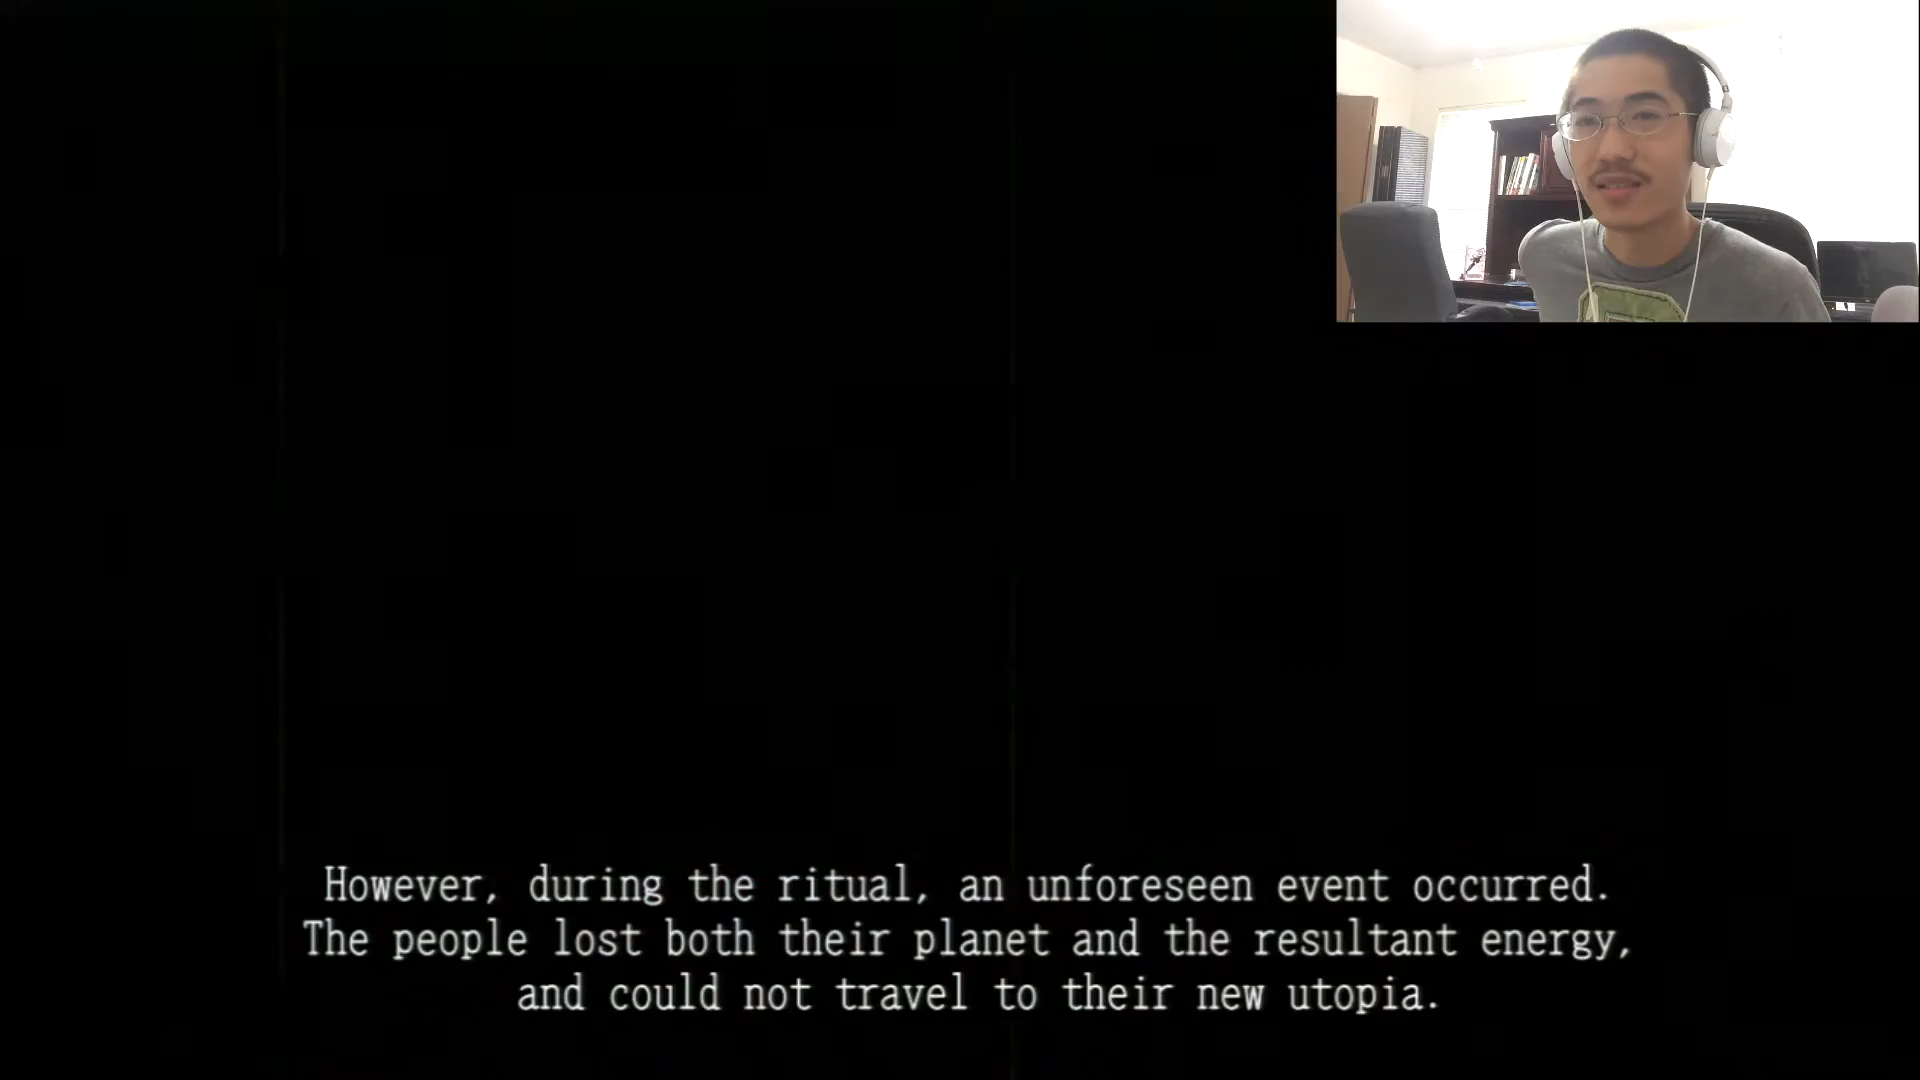 However, during the ritual, an unforeseen event occurred.
The people lost both their planet and the resultant energy,
and could not travel to their new utopia.